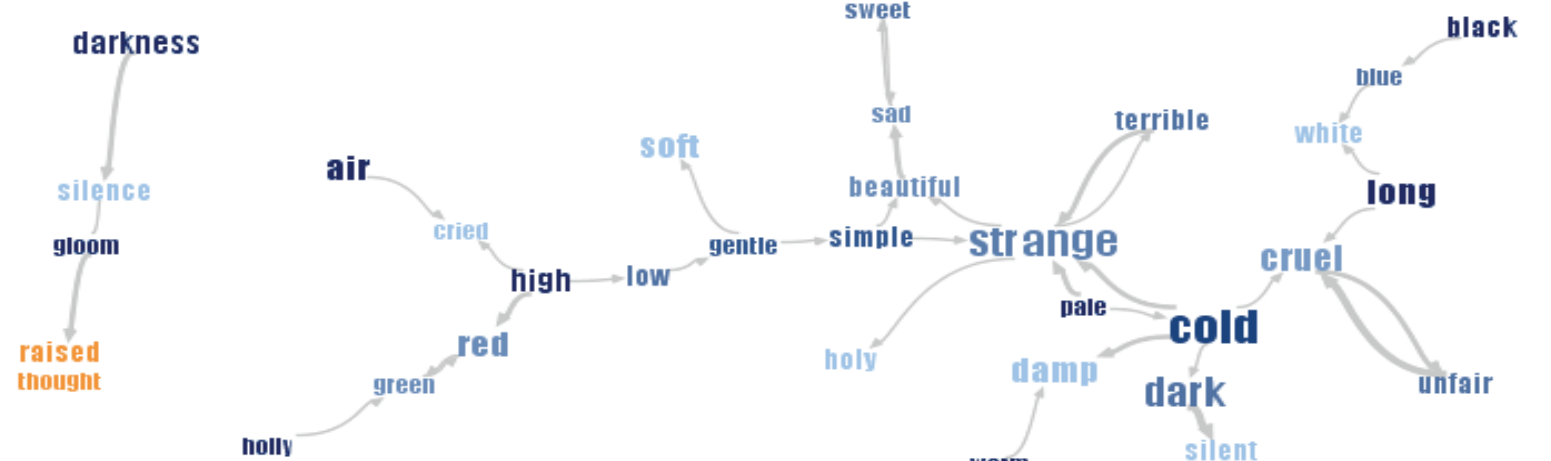 sweet
black
darkness
blue
sad
terrible
white
soft
air
silence
beautiful
long
cried
gloom
gentle
simple
strange
cruel
high
low
pale
cold
red
raised
holy
damp
thought
green
dark
unfair
holly
silent